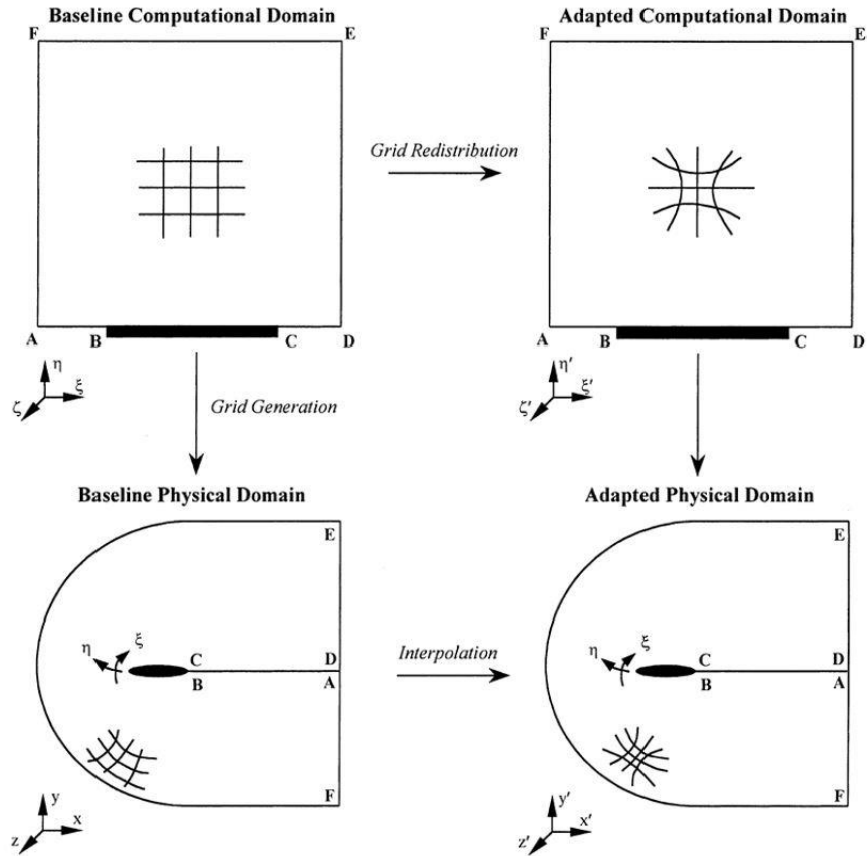 Baseline Computational Domain
Adapted Computational Domain
F E
F E
Grid Redistribution
A B C D
A B C D
η
ξ
ζ
Grid Generation
η′
ξ′
ζ′
Baseline Physical Domain
Adapted Physical Domain
E
E
η ξ C D
B A
Interpolation
η ξ C D
B A
F
F
y
x
z
y′
x′
z′